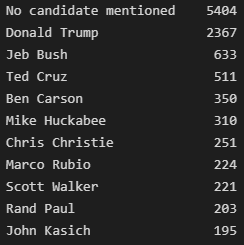 No candidate mentioned 5404
Donald Trump 2367
Jeb Bush 633
Ted Cruz 511
Ben Carson 350
Mike Huckabee 310
Chris Christie 251
Marco Rubio 224
Scott Walker 221
Rand Paul 203
John Kasich 195